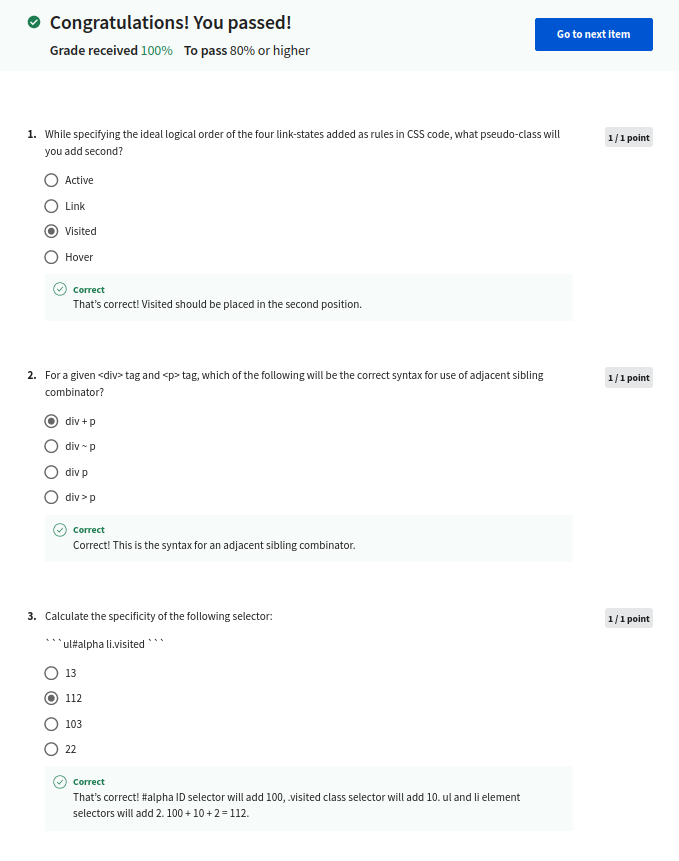 Congratulations! You passed!
Grade received 100% To pass 80% or higher
Go to next item
1. While specifying the ideal logical order of the four link-states added as rules in CSS code, what pseudo-class will
you add second?
1 / 1 point
Active
Link
Visited
Hover
Correct
That's correct! Visited should be placed in the second position.
2. For a given <div> tag and <p> tag, which of the following will be the correct syntax for use of adjacent sibling
combinator?
1 / 1 point
div + p
div ~ p
div p
div > p
Correct
Correct! This is the syntax for an adjacent sibling combinator.
3. Calculate the specificity of the following selector:
1 / 1 point
```ul#alpha li.visited ```
13
112
103
22
Correct
That's correct! #alpha ID selector will add 100, .visited class selector will add 10. ul and li element
selectors will add 2. 100 + 10 + 2 = 112.